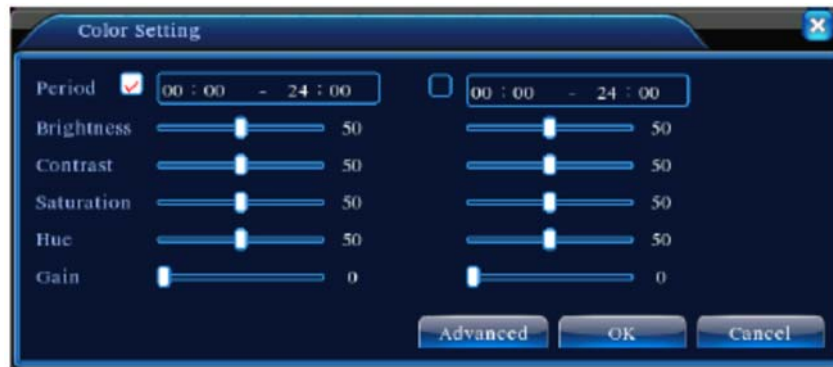 Color Setting
Period 00 : 00 - 24 : 00 00 : 00 - 24 : 00
Brightness 50 50
Contrast 50 50
Saturation 50 50
Hue 50 50
Gain 0 0
Advanced OK Cancel